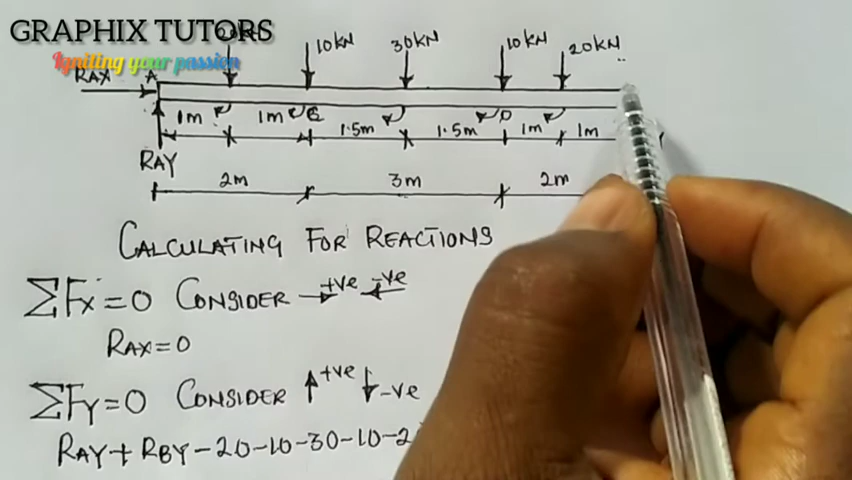 GRAPHIX TUTORS
Igniting your passion
10KN 30KN 10KN 20KN
RAX A
1m 1m C 1.5m 1.5m D 1m 1m
RAY
2m 3m 2m
CALCULATING FOR REACTIONS
ΣFx=0 CONSIDER → +ve ← -ve
RAX=0
ΣFy=0 CONSIDER ↑ +ve ↓ -ve
RAY + RBY - 20 - 10 - 30 - 10 - 2